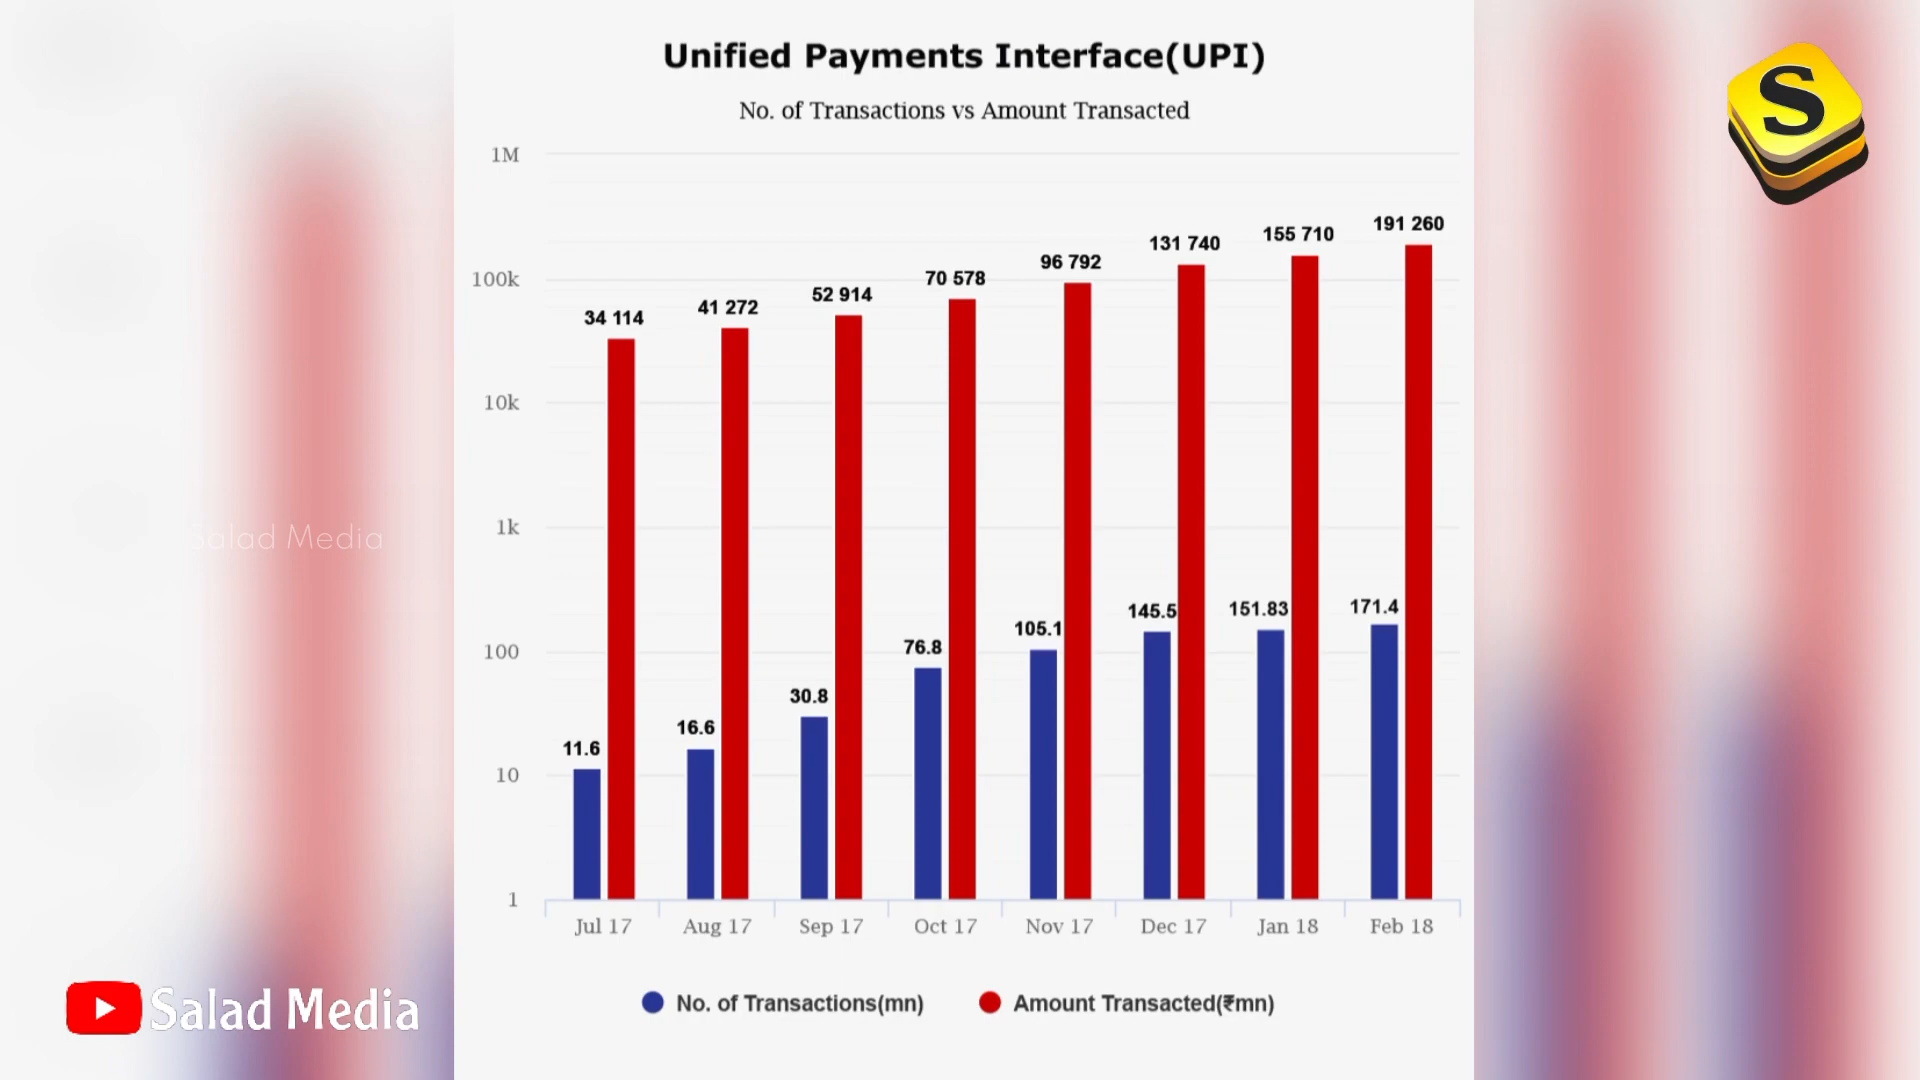 Unified Payments Interface(UPI)
No. of Transactions vs Amount Transacted
S
1M
100k
10k
1k
100
10
1
34 114
41 272
52 914
70 578
96 792
131 740
155 710
191 260
11.6
16.6
30.8
76.8
105.1
145.5
151.83
171.4
Jul 17
Aug 17
Sep 17
Oct 17
Nov 17
Dec 17
Jan 18
Feb 18
No. of Transactions(mn)
Amount Transacted(₹mn)
Salad Media
Salad Media